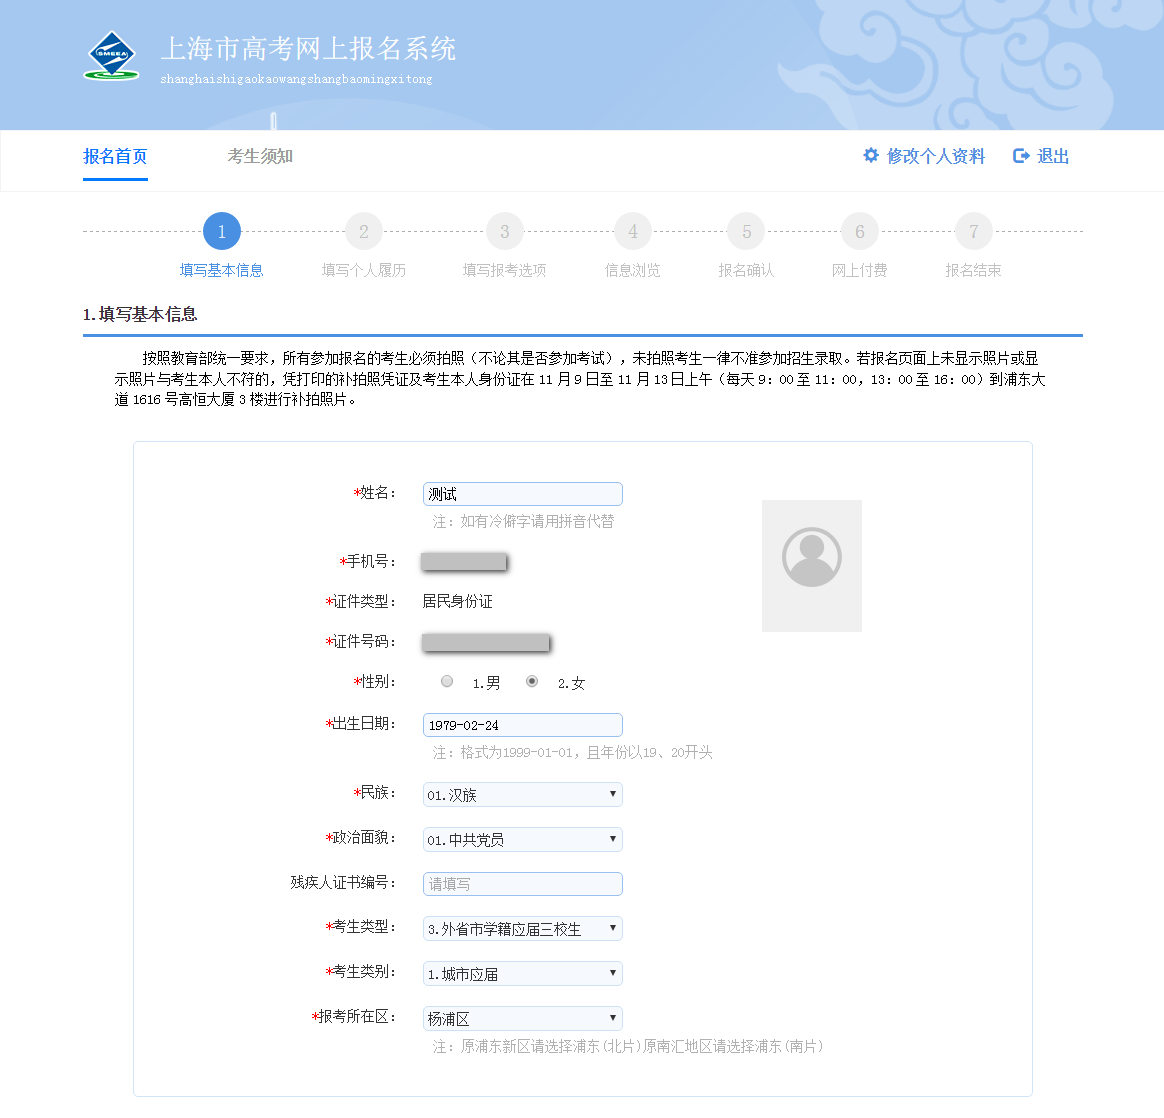 SMEEA
上海市高考网上报名系统
shanghaishigaokaowangshangbaomingxitong
报名首页 考生须知 修改个人资料 退出
1 2 3 4 5 6 7
填写基本信息 填写个人履历 填写报考选项 信息浏览 报名确认 网上付费 报名结束
1.填写基本信息
按照教育部统一要求，所有参加报名的考生必须拍照（不论其是否参加考试），未拍照考生一律不准参加招生录取。若报名页面上未显示照片或显
示照片与考生本人不符的，凭打印的补拍照凭证及考生本人身份证在 11 月 9 日至 11 月 13 日上午（每天 9：00 至 11：00，13：00 至 16：00）到浦东大
道 1616 号高恒大厦 3 楼进行补拍照片。
*姓名： 测试
注：如有冷僻字请用拼音代替
*手机号：
*证件类型： 居民身份证
*证件号码：
*性别： 1.男 2.女
*出生日期： 1979-02-24
注：格式为1999-01-01，且年份以19、20开头
*民族： 01.汉族
*政治面貌： 01.中共党员
残疾人证书编号： 请填写
*考生类型： 3.外省市学籍应届三校生
*考生类别： 1.城市应届
*报考所在区： 杨浦区
注：原浦东新区请选择浦东(北片)原南汇地区请选择浦东(南片)